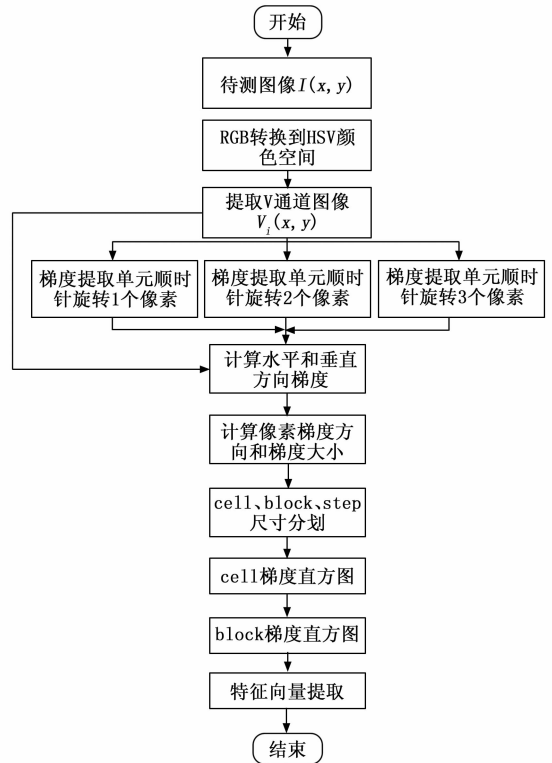 开始
待测图像I(x,y)
RGB转换到HSV颜
色空间
提取V通道图像
Vi(x,y)
梯度提取单元顺时
针旋转1个像素
梯度提取单元顺时
针旋转2个像素
梯度提取单元顺时
针旋转3个像素
计算水平和垂直
方向梯度
计算像素梯度方
向和梯度大小
cell、block、step
尺寸分划
cell梯度直方图
block梯度直方图
特征向量提取
结束